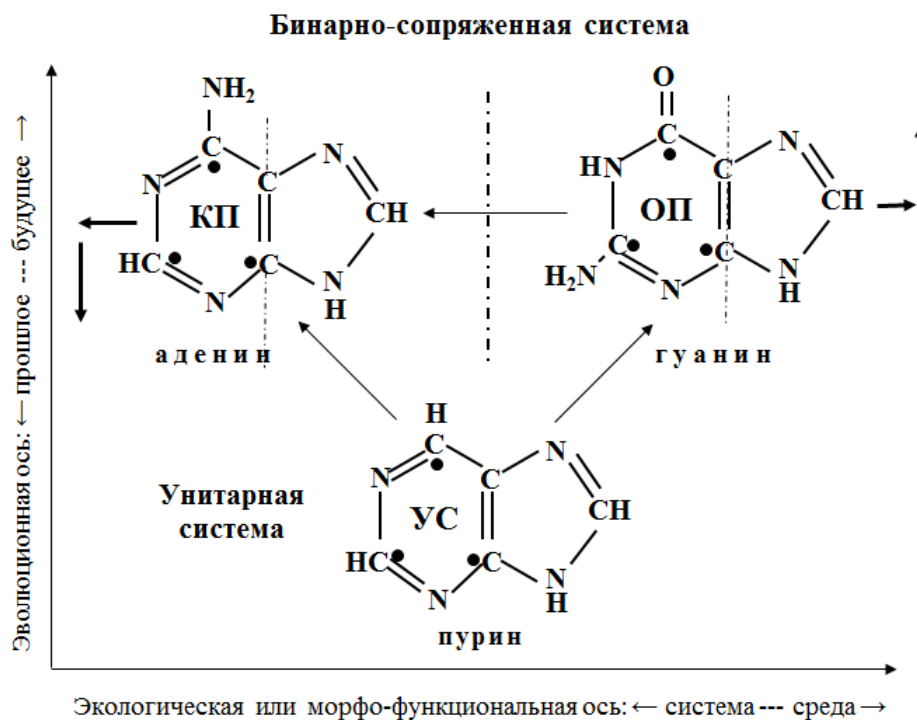 Бинарно-сопряженная система
NH₂
O
C
N
N
C
КП
CH
HC
C
N
N
H
аденин
C
HN
N
C
ОП
CH
C
C
H₂N
N
N
H
гуанин
H
C
N
N
C
УС
CH
HC
C
N
N
H
пурин
Унитарная
система
Эволюционная ось: ← прошлое --- будущее →
Экологическая или морфо-функциональная ось: ← система --- среда →